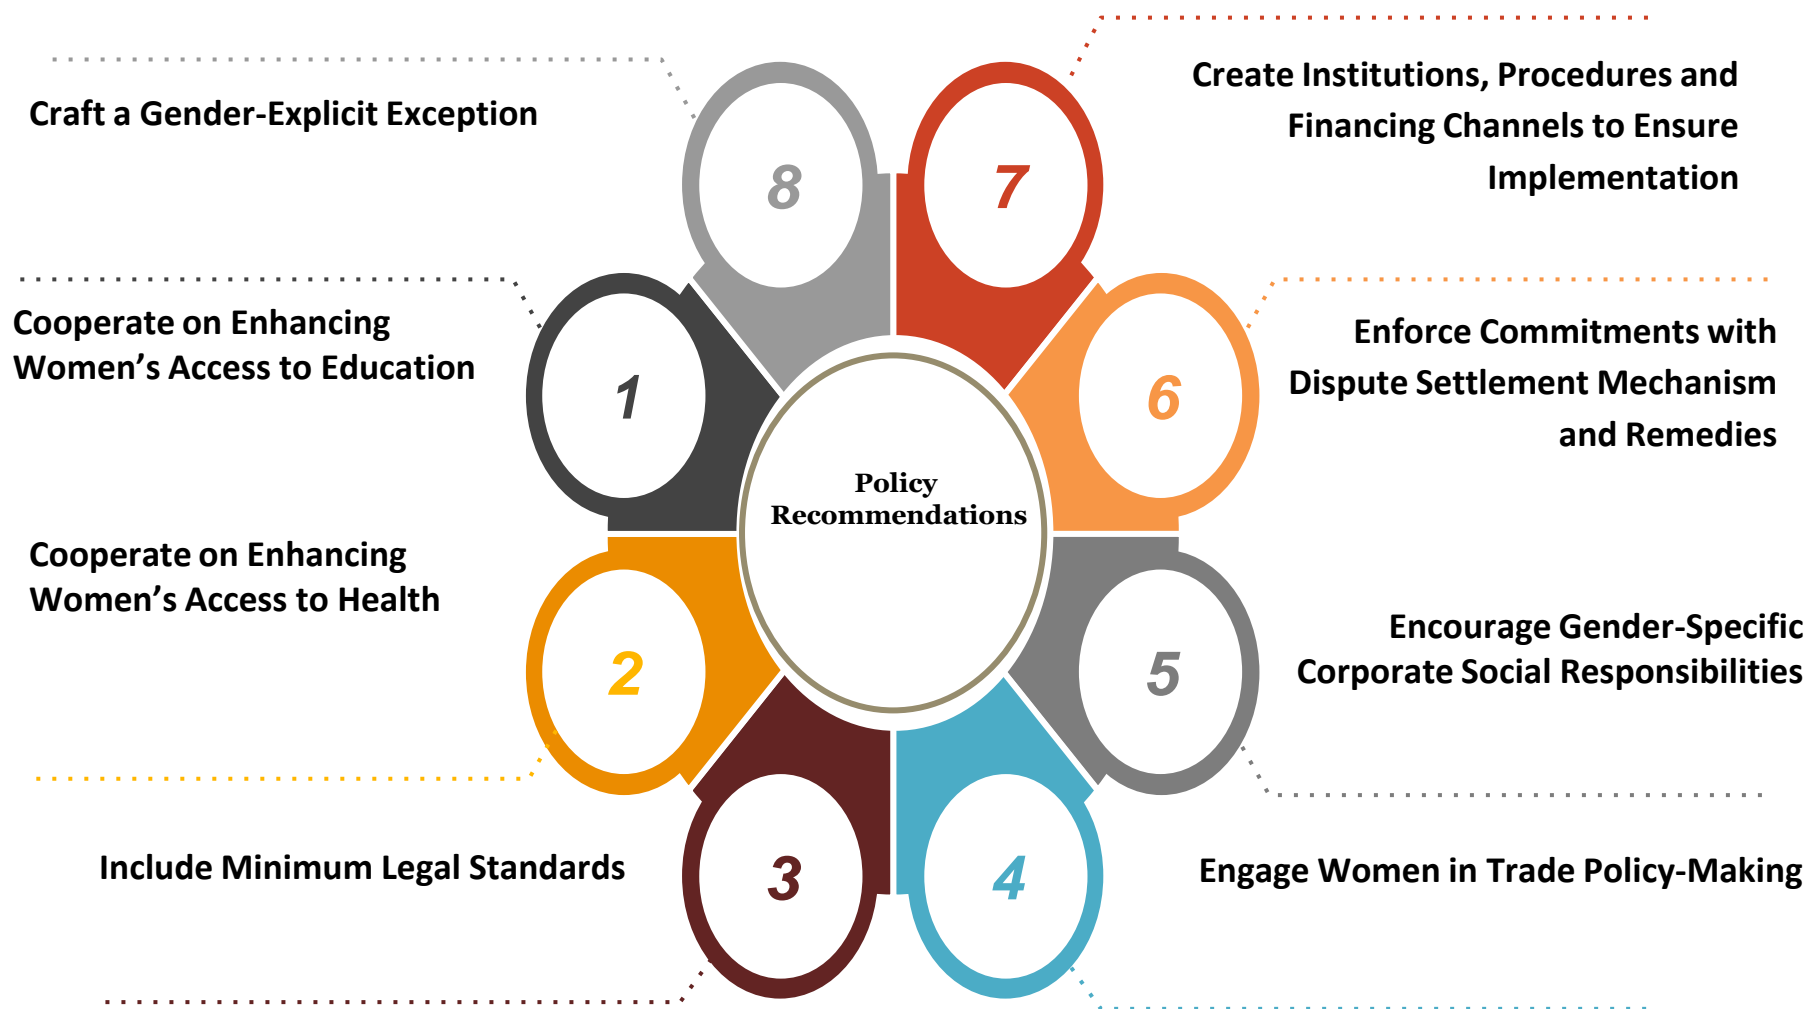 Craft a Gender-Explicit Exception
8
7
Create Institutions, Procedures and
Financing Channels to Ensure
Implementation
Cooperate on Enhancing
Women’s Access to Education
1
6
Enforce Commitments with
Dispute Settlement Mechanism
and Remedies
Policy
Recommendations
Cooperate on Enhancing
Women’s Access to Health
2
5
Encourage Gender-Specific
Corporate Social Responsibilities
Include Minimum Legal Standards
3
4
Engage Women in Trade Policy-Making